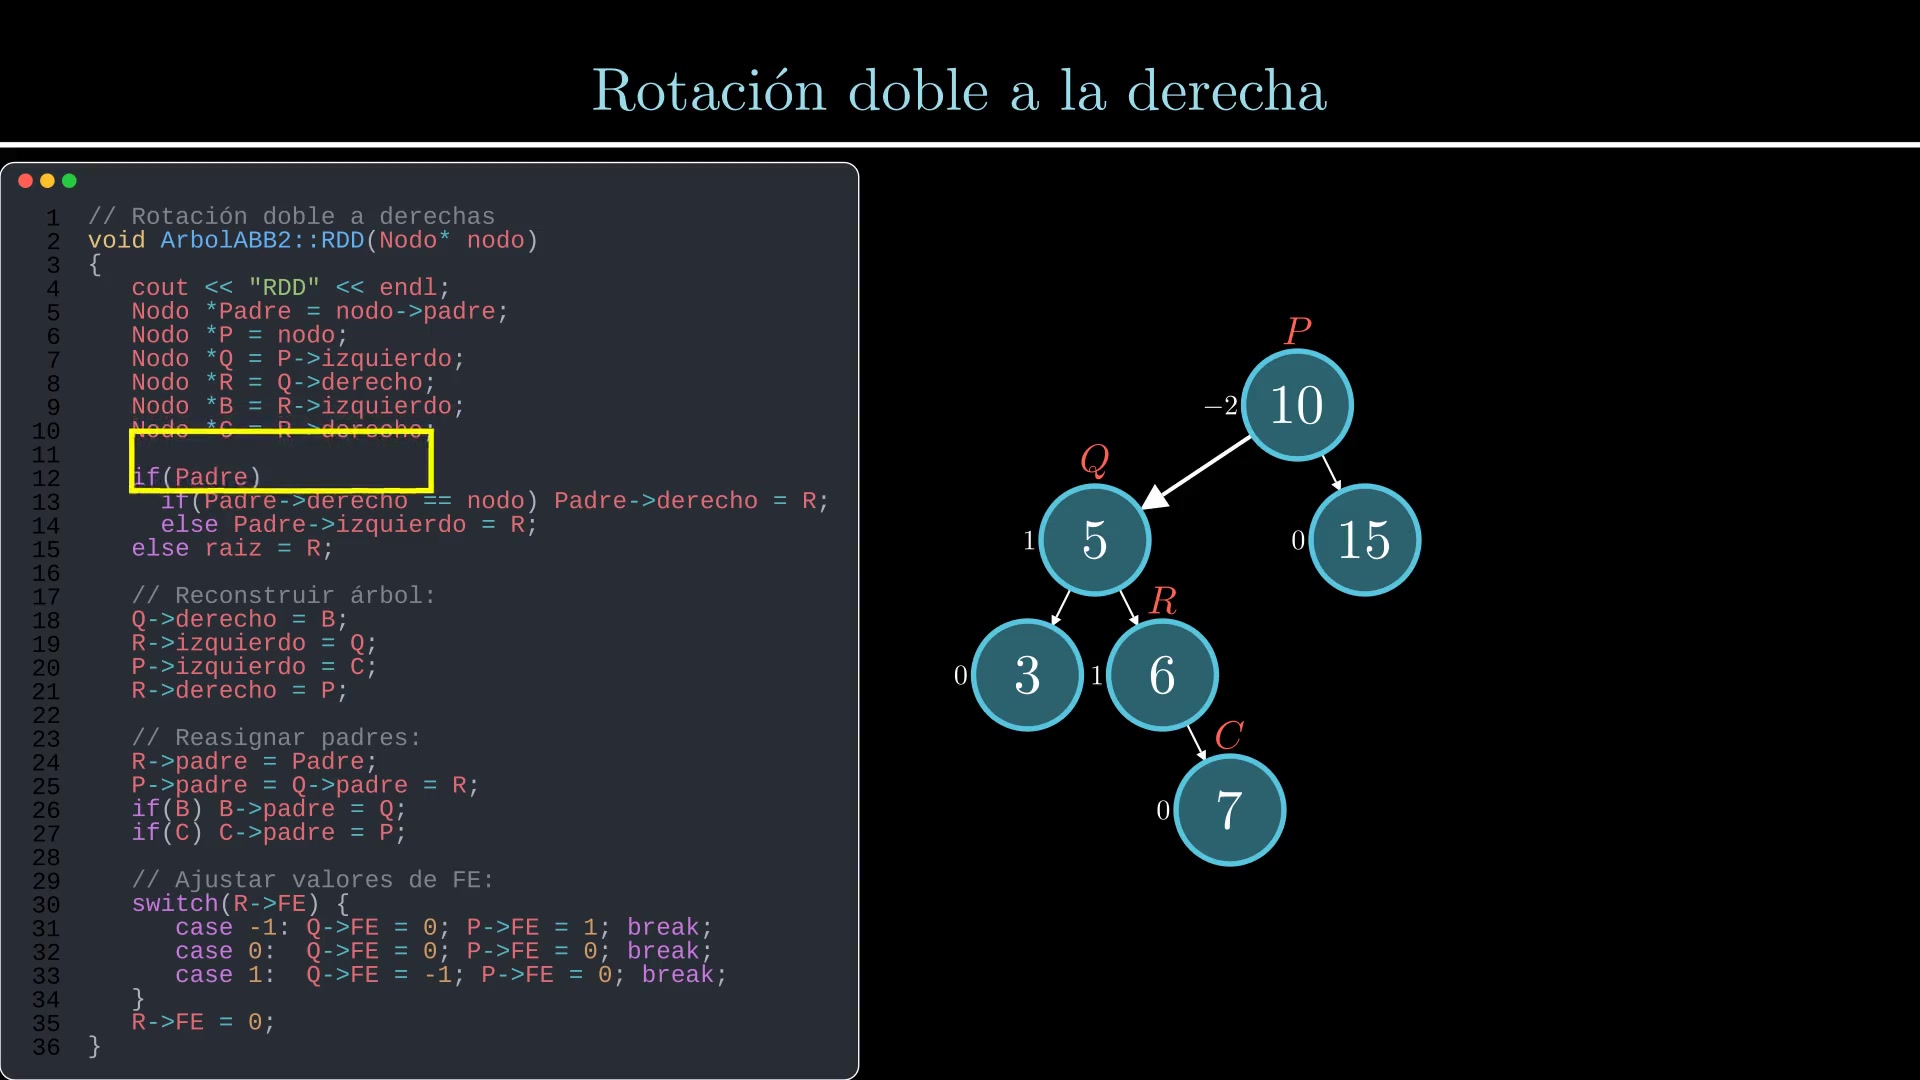 Rotación doble a la derecha
1 // Rotación doble a derechas
2 void ArbolABB2::RDD(Nodo* nodo)
3 {
4 cout << "RDD" << endl;
5 Nodo *Padre = nodo->padre;
6 Nodo *P = nodo;
7 Nodo *Q = P->izquierdo;
8 Nodo *R = Q->derecho;
9 Nodo *B = R->izquierdo;
10 Nodo *C = R->derecho;
11
12 if(Padre)
13 if(Padre->derecho == nodo) Padre->derecho = R;
14 else Padre->izquierdo = R;
15 else raiz = R;
16
17 // Reconstruir árbol:
18 Q->derecho = B;
19 R->izquierdo = Q;
20 P->izquierdo = C;
21 R->derecho = P;
22
23 // Reasignar padres:
24 R->padre = Padre;
25 P->padre = Q->padre = R;
26 if(B) B->padre = Q;
27 if(C) C->padre = P;
28
29 // Ajustar valores de FE:
30 switch(R->FE) {
31 case -1: Q->FE = 0; P->FE = 1; break;
32 case 0: Q->FE = 0; P->FE = 0; break;
33 case 1: Q->FE = -1; P->FE = 0; break;
34 }
35 R->FE = 0;
36 }
P
−2 10
Q
1 5
0 15
R
0 3
1 6
C
0 7